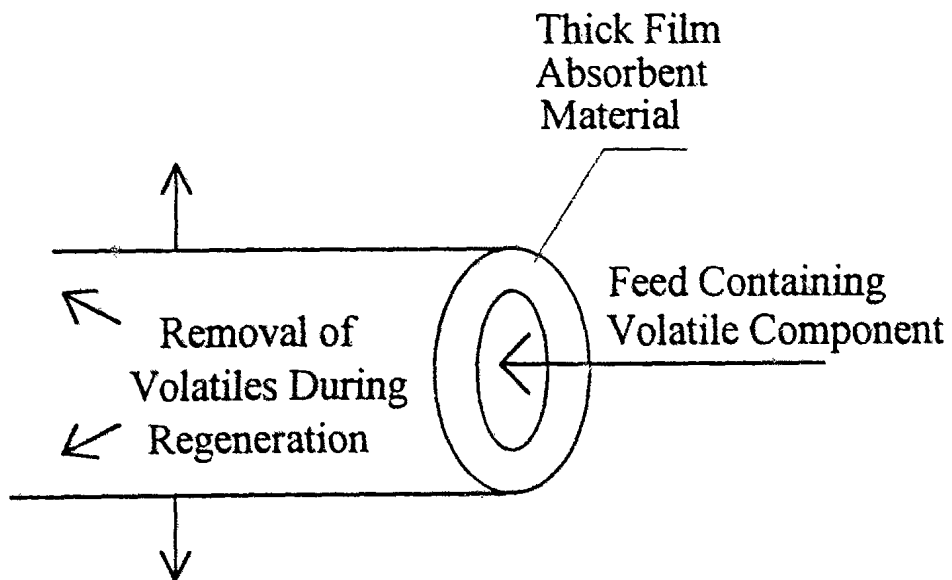 Thick Film
Absorbent
Material
Feed Containing
Volatile Component
Removal of
Volatiles During
Regeneration